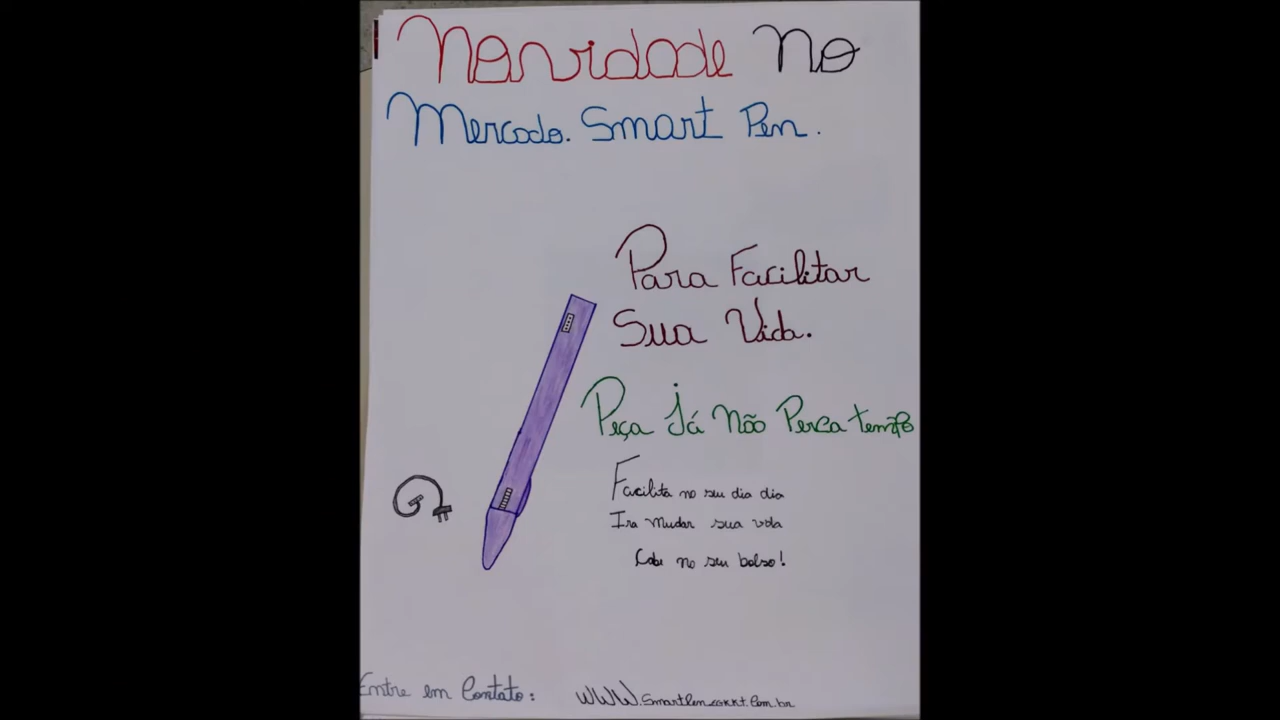 Novidade No
Mercado. Smart Pen.
Para Facilitar
Sua Vida.
Peça Já Não Perca tempo
Facilita no seu dia dia
Ira mudar sua vida
Cabe no seu bolso!
Entre em Contato: